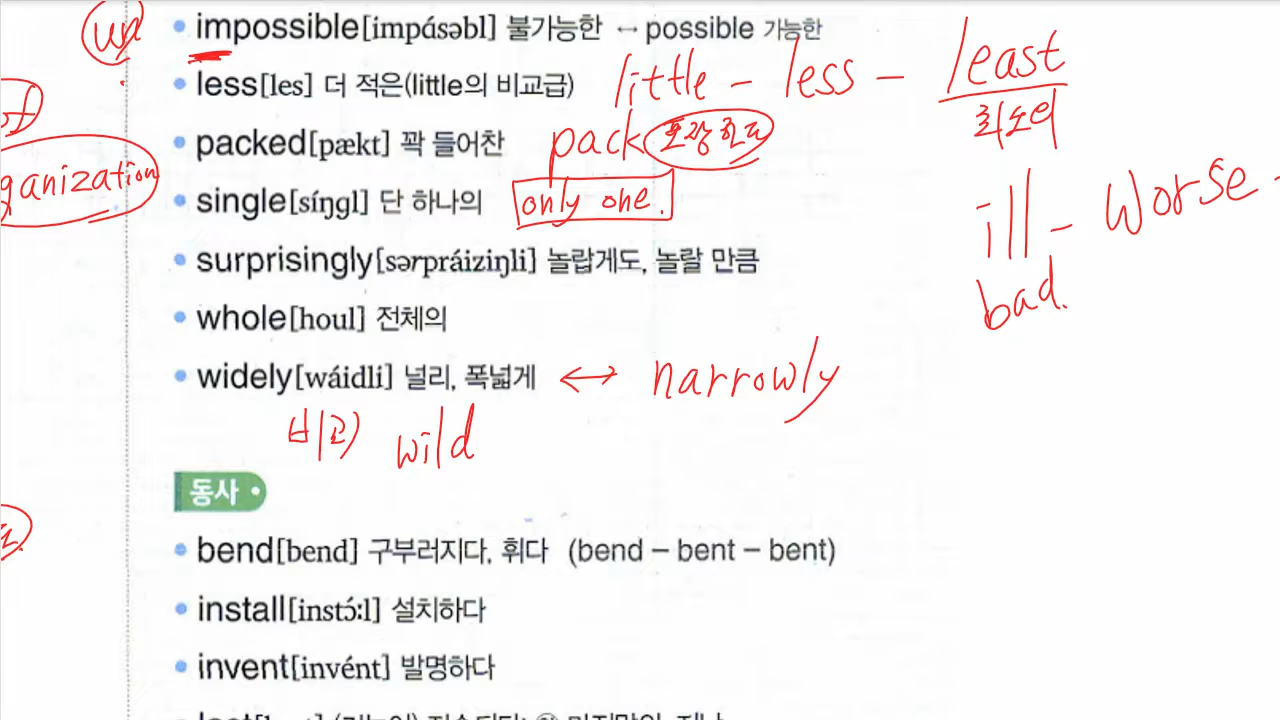 un
• impossible[impásəbl] 불가능한 ↔ possible 가능한
• less[les] 더 적은(little의 비교급) little - less - least
최소의
of
• packed[pækt] 꽉 들어찬 pack 포장한다
ganization
• single[síŋgl] 단 하나의 only one.
ill - worse -
bad.
• surprisingly[sərpráiziŋli] 놀랍게도, 놀랄 만큼
• whole[houl] 전체의
• widely[wáidli] 널리, 폭넓게 ↔ narrowly
비교) wild
동사
• bend[bend] 구부러지다, 휘다 (bend – bent – bent)
• install[instɔ́ːl] 설치하다
• invent[invént] 발명하다